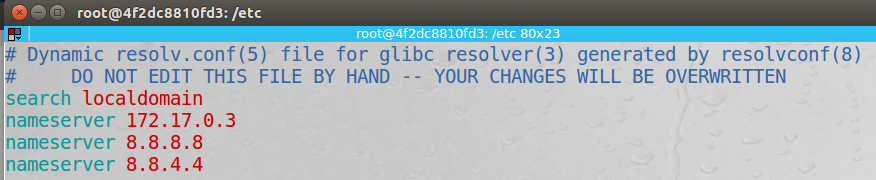 root@4f2dc8810fd3: /etc
root@4f2dc8810fd3: /etc 80x23
# Dynamic resolv.conf(5) file for glibc resolver(3) generated by resolvconf(8)
#     DO NOT EDIT THIS FILE BY HAND -- YOUR CHANGES WILL BE OVERWRITTEN
search localdomain
nameserver 172.17.0.3
nameserver 8.8.8.8
nameserver 8.8.4.4